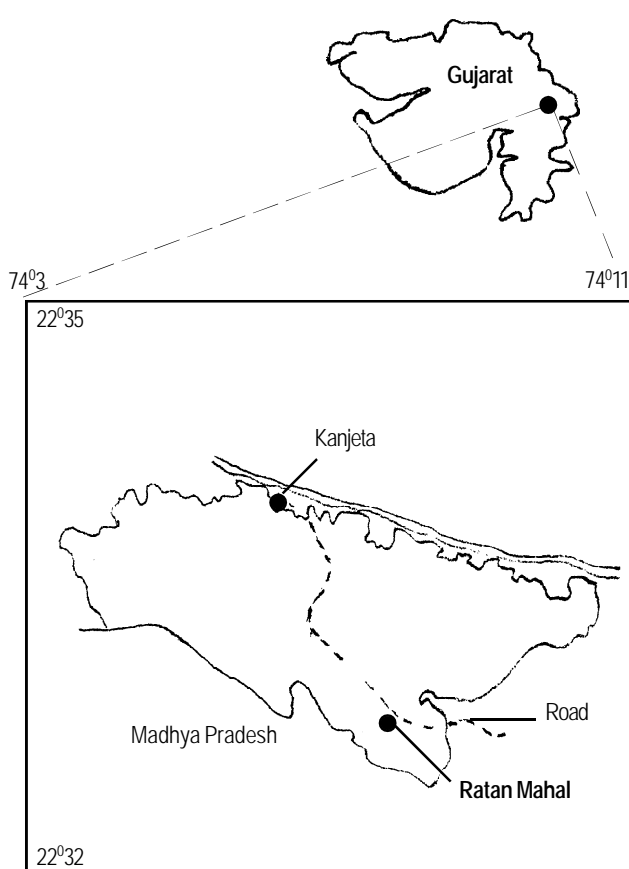 Gujarat
74⁰3
74⁰11
22⁰35
Kanjeta
Road
Madhya Pradesh
Ratan Mahal
22⁰32